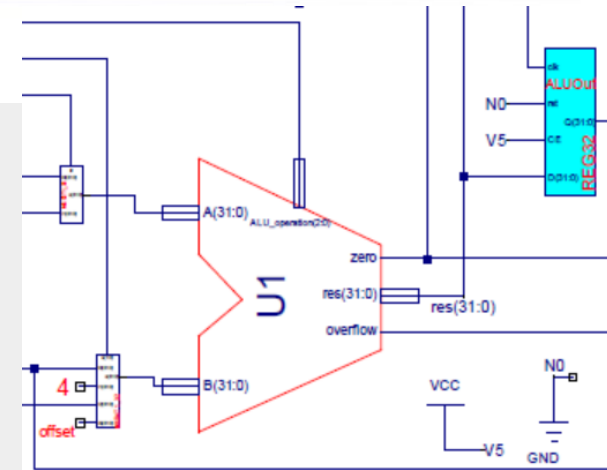 clk
ALUOut
N0
rst
Q(31:0)
V5
CE
REG32
D(31:0)
A(31:0)
ALU_operation(2:0)
zero
U1
res(31:0)
res(31:0)
overflow
4
B(31:0)
offset
VCC
N0
V5
GND